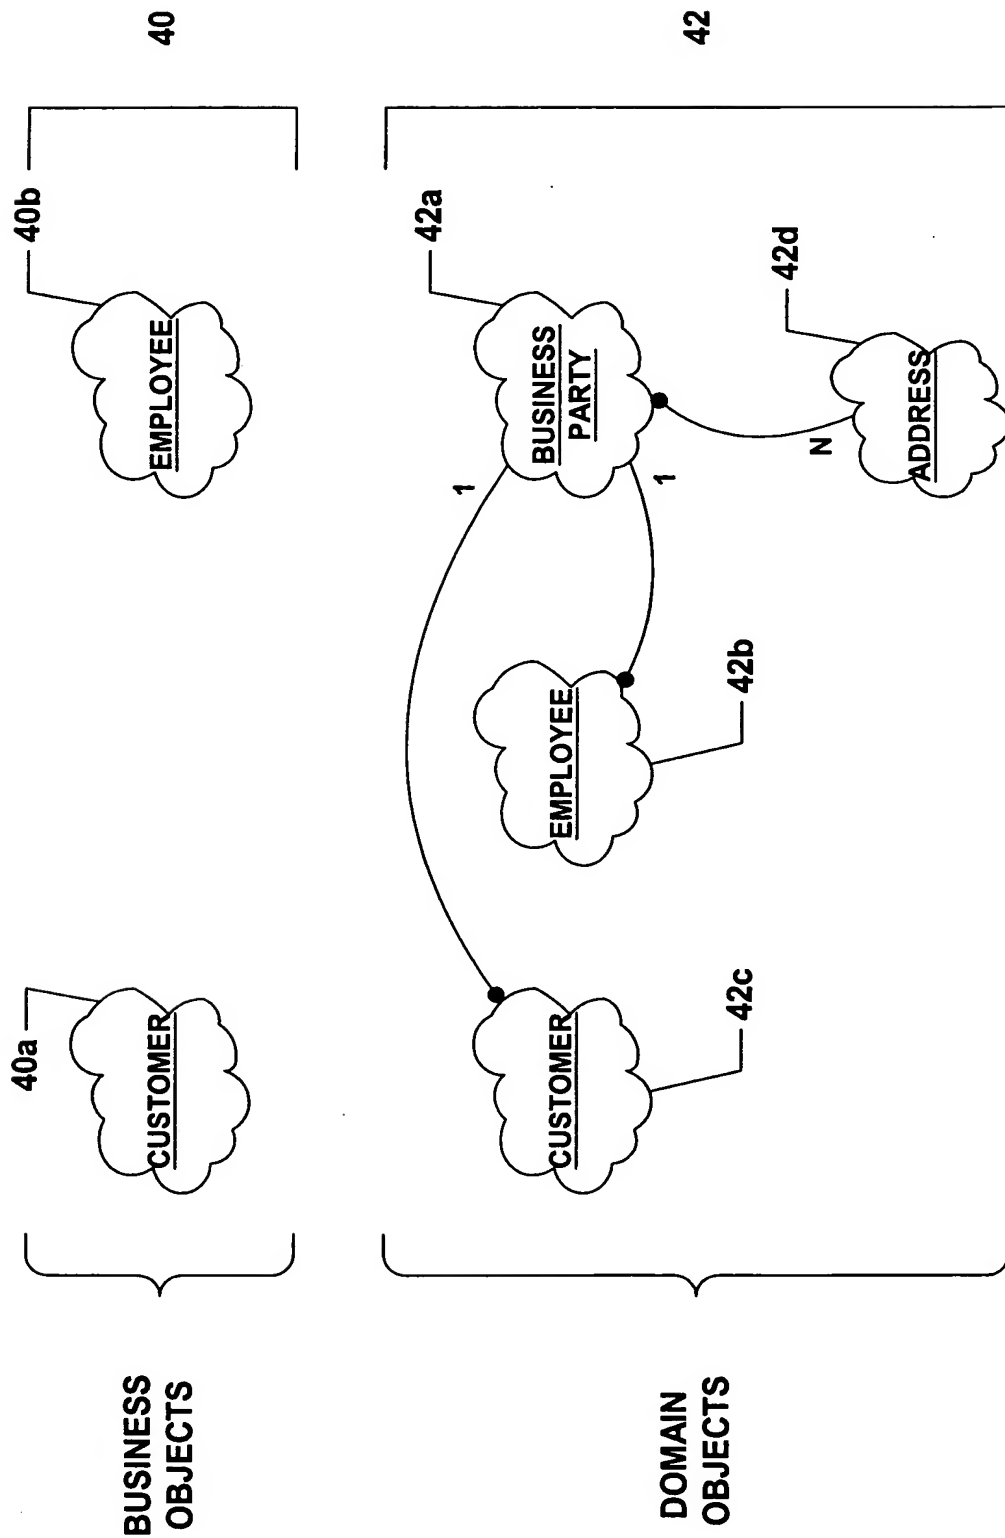 BUSINESS
OBJECTS
40a
CUSTOMER
40b
EMPLOYEE
40
DOMAIN
OBJECTS
CUSTOMER
42c
EMPLOYEE
42b
1
1
BUSINESS
PARTY
42a
N
ADDRESS
42d
42